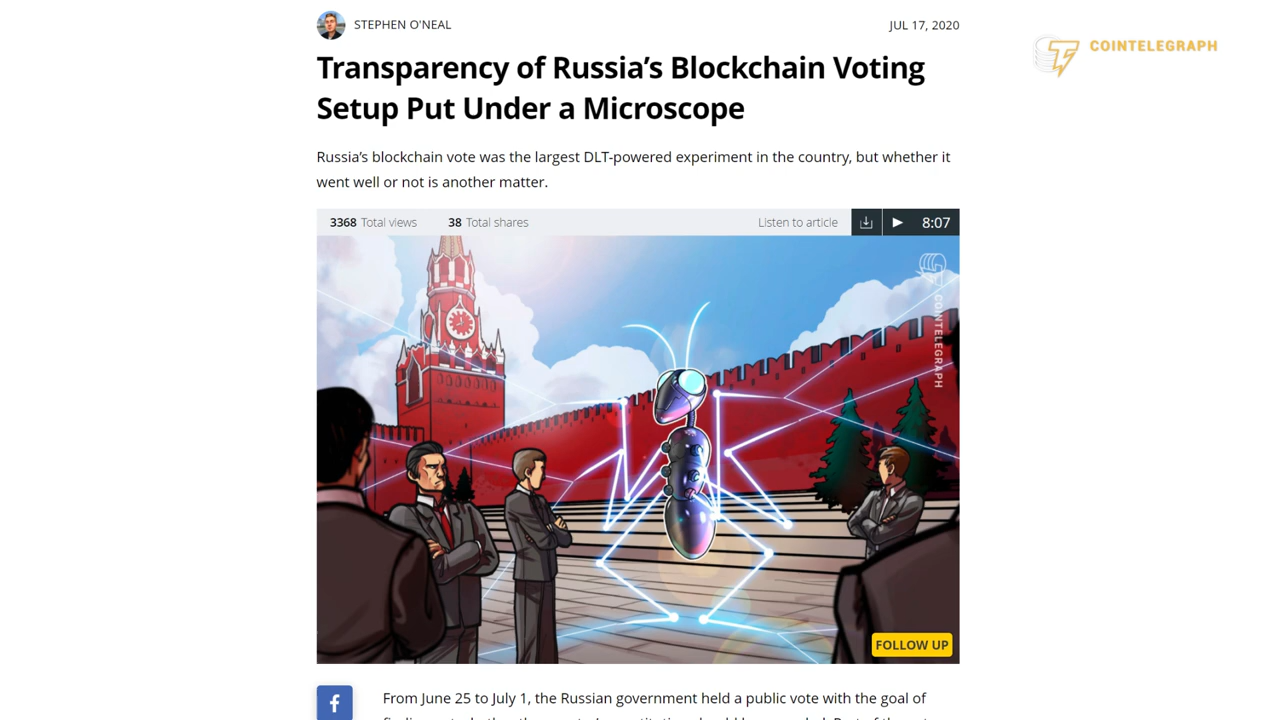 STEPHEN O'NEAL
JUL 17, 2020
COINTELEGRAPH
Transparency of Russia's Blockchain Voting
Setup Put Under a Microscope
Russia's blockchain vote was the largest DLT-powered experiment in the country, but whether it
went well or not is another matter.
3368 Total views 38 Total shares Listen to article 8:07
COINTELEGRAPH
FOLLOW UP
From June 25 to July 1, the Russian government held a public vote with the goal of